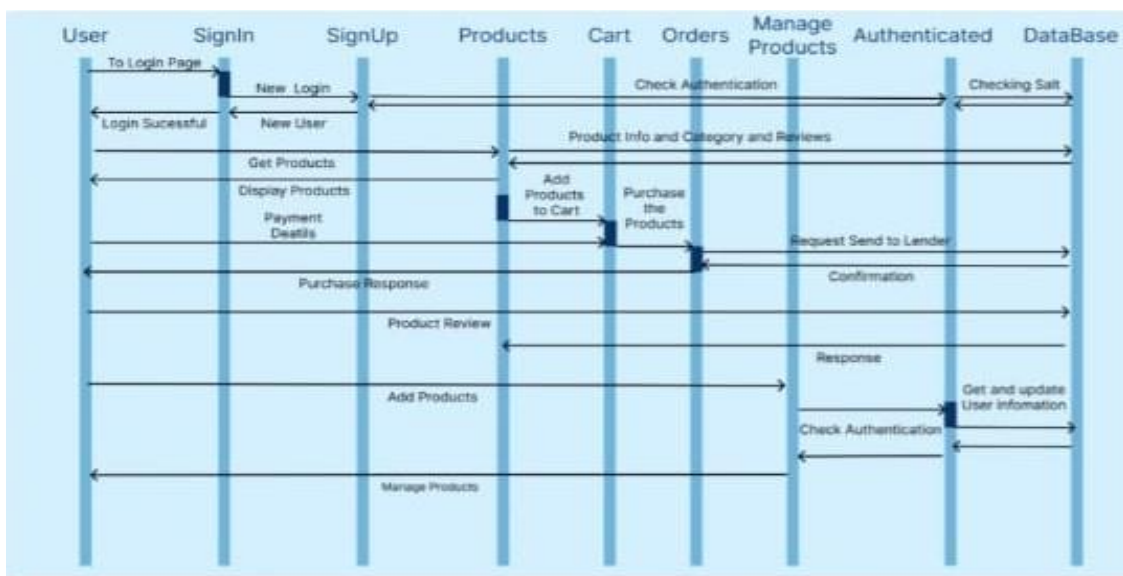 User
SignIn
SignUp
Products
Cart
Orders
Manage
Products
Authenticated
DataBase
To Login Page
New Login
Check Authentication
Checking Salt
Login Sucessful
New User
Product Info and Category and Reviews
Get Products
Display Products
Add
Products
to Cart
Purchase
the
Products
Payment
Deatils
Request Send to Lender
Confirmation
Purchase Response
Product Review
Response
Add Products
Get and update
User infomation
Check Authentication
Manage Products